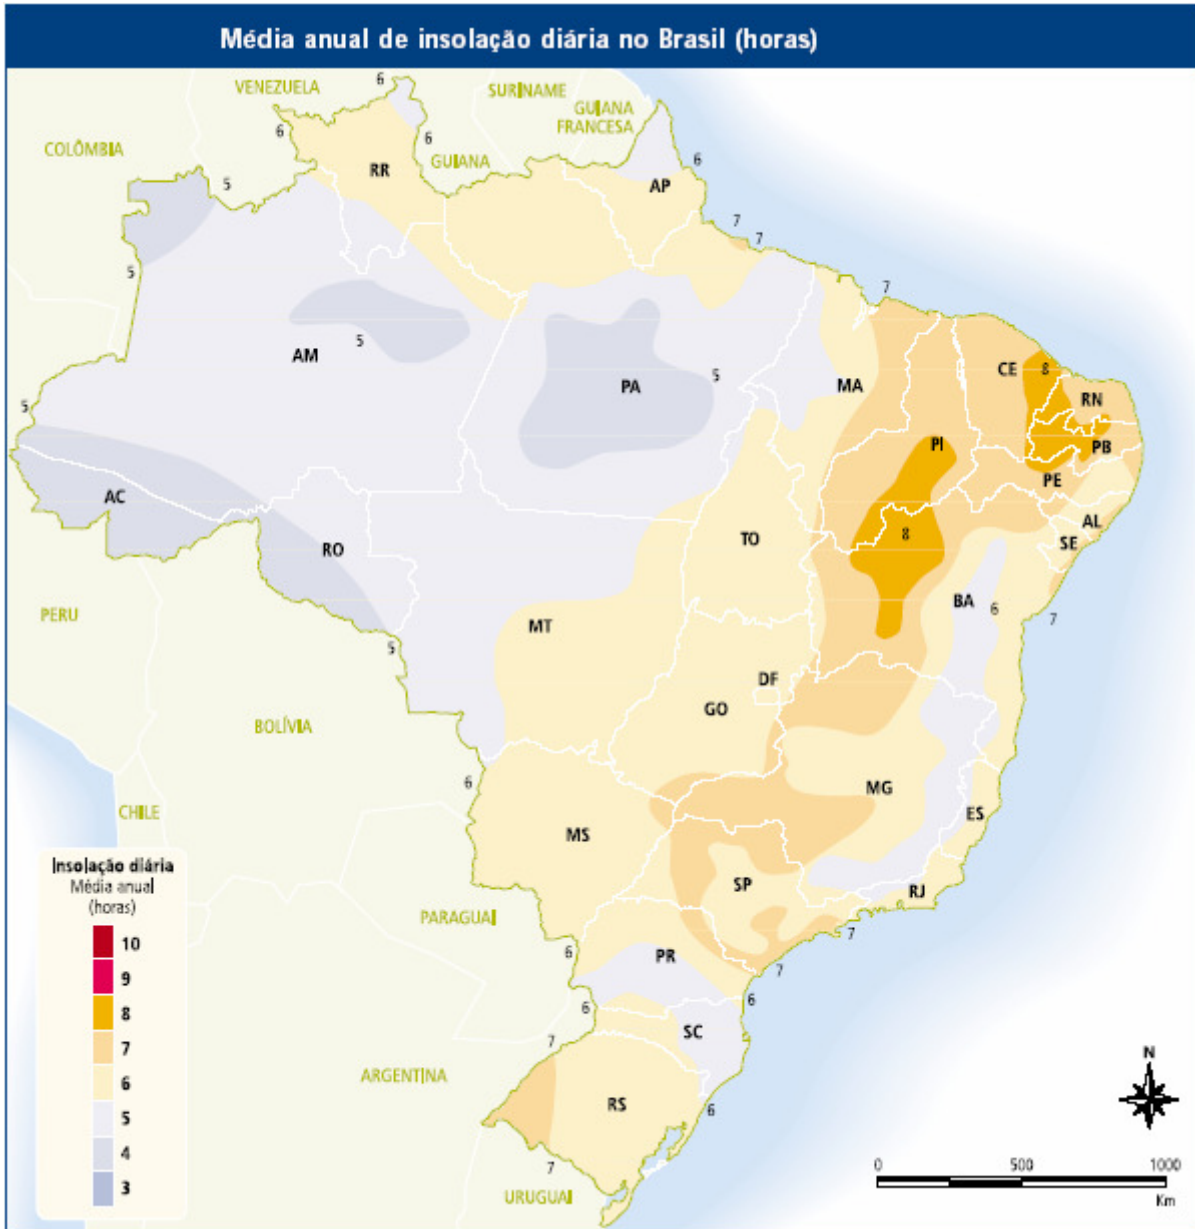 Média anual de insolação diária no Brasil (horas)
VENEZUELA
6
SURINAME
GUIANA
FRANCESA
COLÔMBIA
6
6
GUIANA
RR
5
AP
6
7
7
5
7
AM
5
PA
5
MA
CE
8
RN
5
PI
PB
PE
AC
AL
RO
TO
8
SE
PERU
BA
6
7
MT
5
DF
GO
BOLÍVIA
6
MG
CHILE
ES
MS
SP
RJ
6
PARAGUAI
7
6
PR
7
6
6
SC
7
ARGENTINA
RS
6
7
URUGUAI
Insolação diária
Média anual
(horas)
10
9
8
7
6
5
4
3
N
0 500 1000
Km